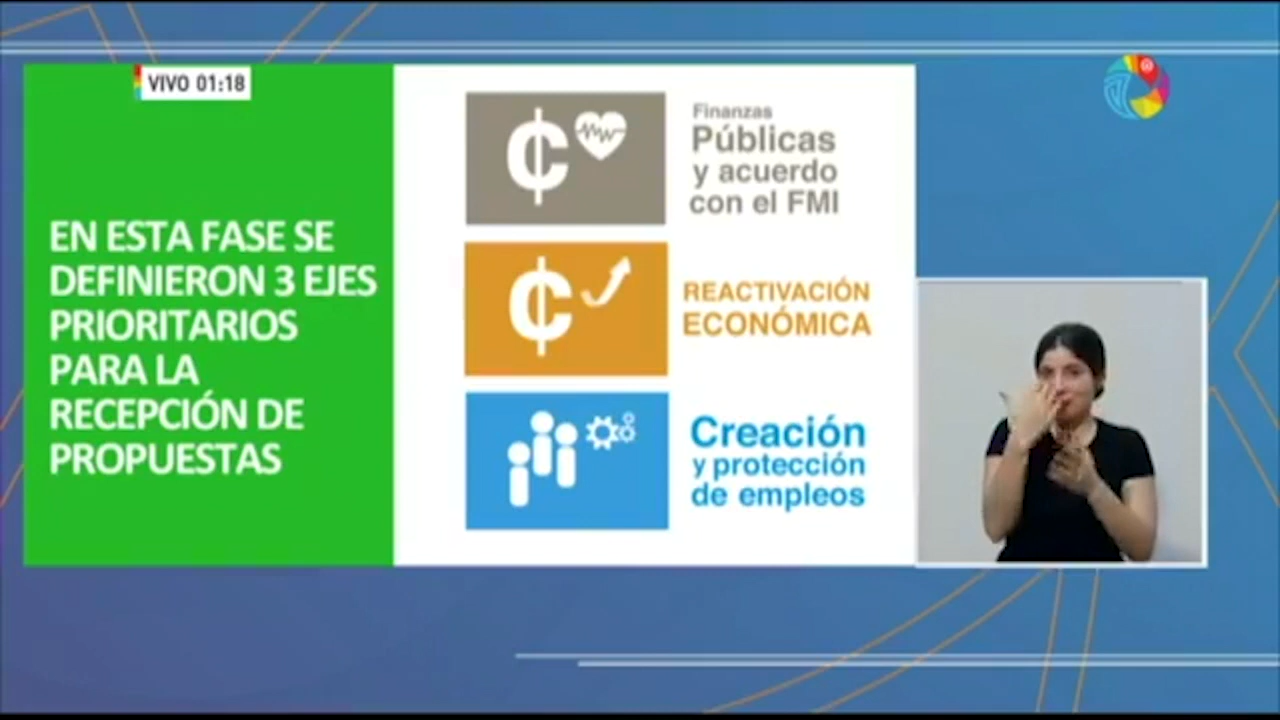 VIVO 01:18
EN ESTA FASE SE
DEFINIERON 3 EJES
PRIORITARIOS
PARA LA
RECEPCIÓN DE
PROPUESTAS
Finanzas
Públicas
y acuerdo
con el FMI
REACTIVACIÓN
ECONÓMICA
Creación
y protección
de empleos